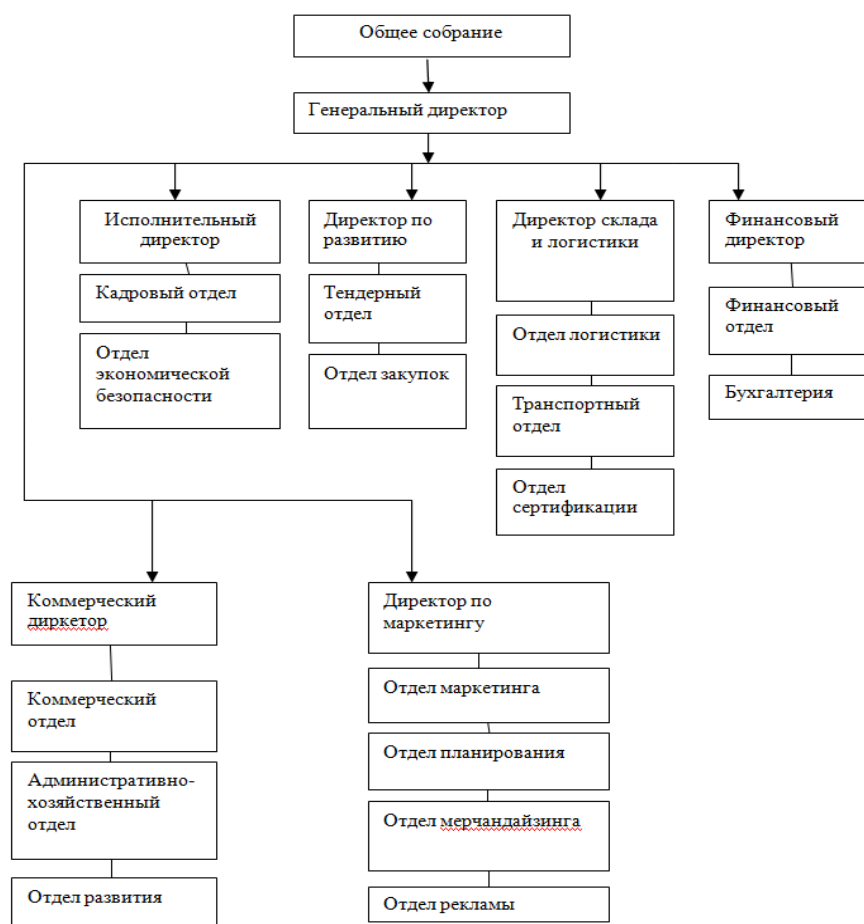 Общее собрание
Генеральный директор
Исполнительный
директор
Директор по
развитию
Директор склада
и логистики
Финансовый
директор
Кадровый отдел
Тендерный
отдел
Отдел логистики
Финансовый
отдел
Отдел
экономической
безопасности
Отдел закупок
Транспортный
отдел
Бухгалтерия
Отдел
сертификации
Коммерческий
диркетор
Директор по
маркетингу
Коммерческий
отдел
Отдел маркетинга
Административно-
хозяйственный
отдел
Отдел планирования
Отдел мерчандайзинга
Отдел развития
Отдел рекламы